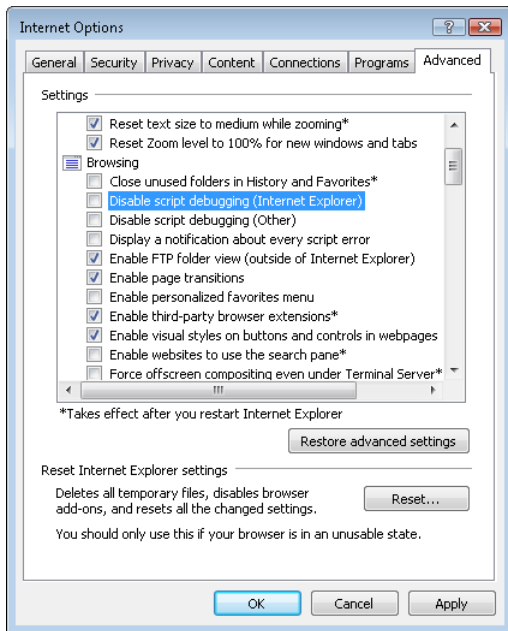 Internet Options
General Security Privacy Content Connections Programs Advanced
Settings
Reset text size to medium while zooming*
Reset Zoom level to 100% for new windows and tabs
Browsing
Close unused folders in History and Favorites*
Disable script debugging (Internet Explorer)
Disable script debugging (Other)
Display a notification about every script error
Enable FTP folder view (outside of Internet Explorer)
Enable page transitions
Enable personalized favorites menu
Enable third-party browser extensions*
Enable visual styles on buttons and controls in webpages
Enable websites to use the search pane*
Force offscreen compositing even under Terminal Server*
*Takes effect after you restart Internet Explorer
Restore advanced settings
Reset Internet Explorer settings
Deletes all temporary files, disables browser
add-ons, and resets all the changed settings.
Reset...
You should only use this if your browser is in an unusable state.
OK Cancel Apply